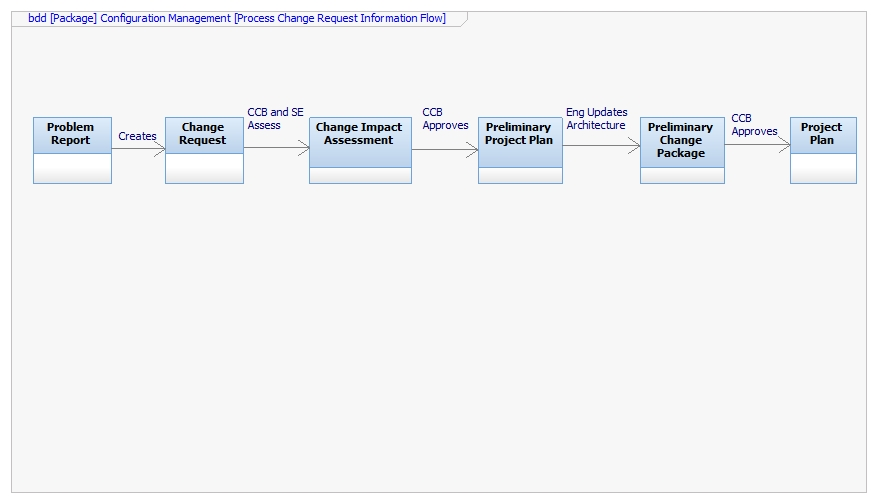 bdd [Package] Configuration Management [Process Change Request Information Flow]
Problem
Report
Creates
Change
Request
CCB and SE
Assess
Change Impact
Assessment
CCB
Approves
Preliminary
Project Plan
Eng Updates
Architecture
Preliminary
Change
Package
CCB
Approves
Project
Plan